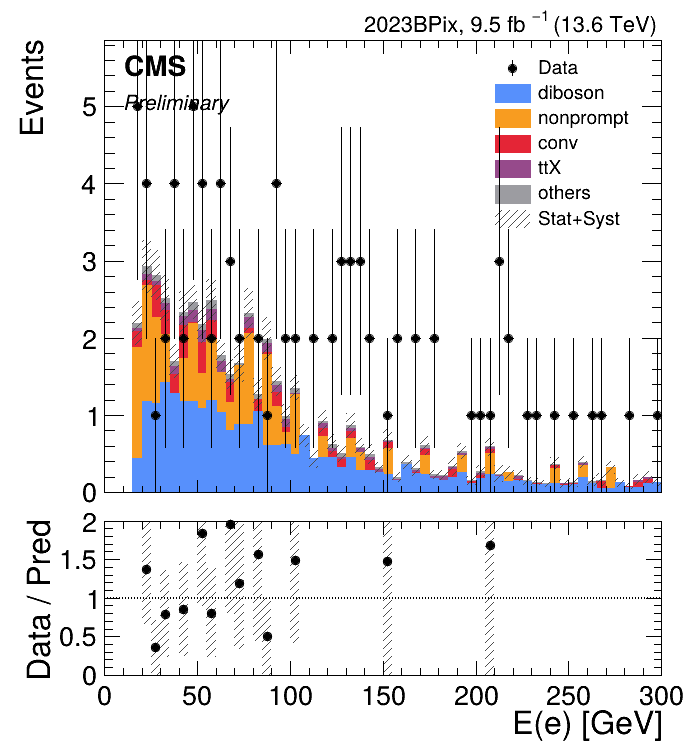 2023BPix, 9.5 fb⁻¹ (13.6 TeV)
CMS
Preliminary
Events
5
4
3
2
1
0
Data
diboson
nonprompt
conv
ttX
others
Stat+Syst
Data / Pred
2
1.5
1
0.5
0
0 50 100 150 200 250 300
E(e) [GeV]